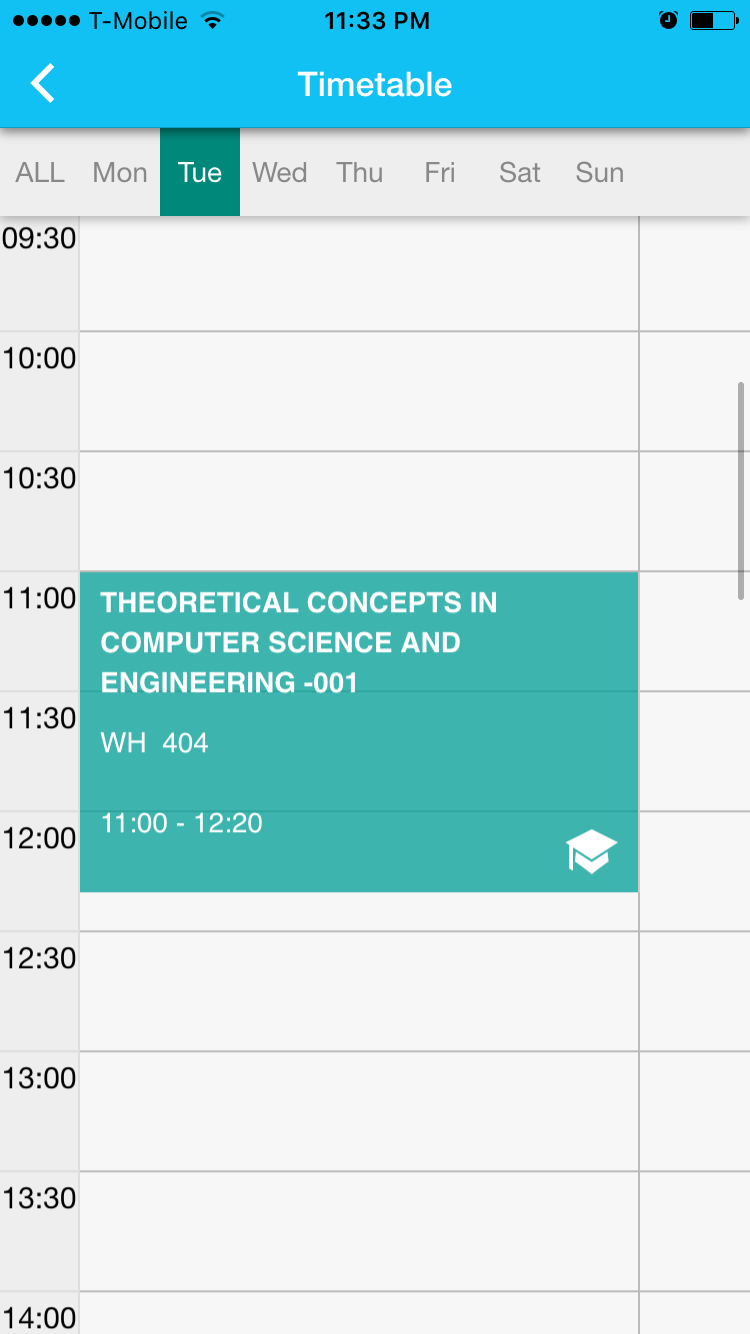 T-Mobile 11:33 PM
Timetable
ALL Mon Tue Wed Thu Fri Sat Sun
09:30
10:00
10:30
11:00
THEORETICAL CONCEPTS IN
COMPUTER SCIENCE AND
ENGINEERING -001
11:30
WH 404
12:00
11:00 - 12:20
12:30
13:00
13:30
14:00